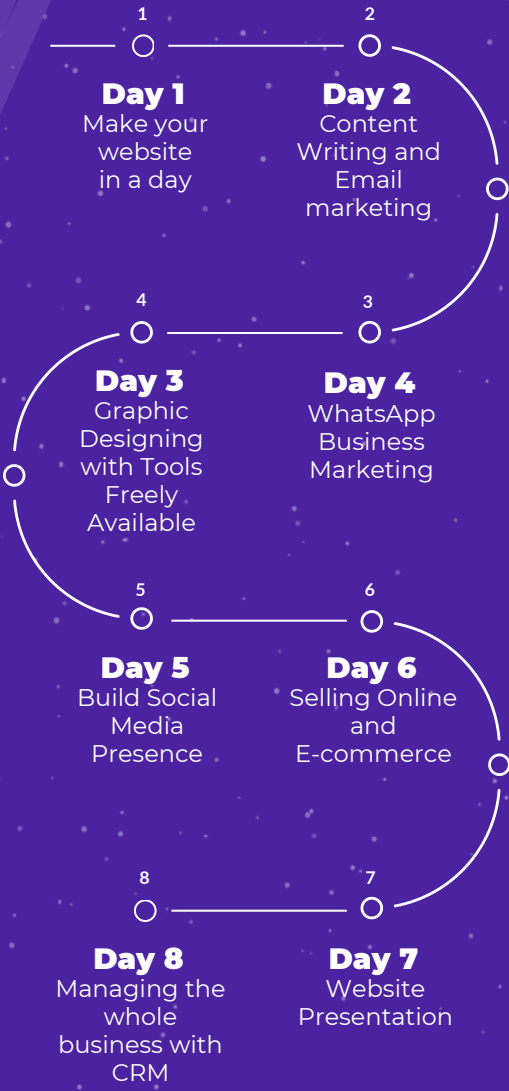 1
Day 1
Make your
website
in a day
2
Day 2
Content
Writing and
Email
marketing
4
Day 3
Graphic
Designing
with Tools
Freely
Available
3
Day 4
WhatsApp
Business
Marketing
5
Day 5
Build Social
Media
Presence
6
Day 6
Selling Online
and
E-commerce
8
Day 8
Managing the
whole
business with
CRM
7
Day 7
Website
Presentation